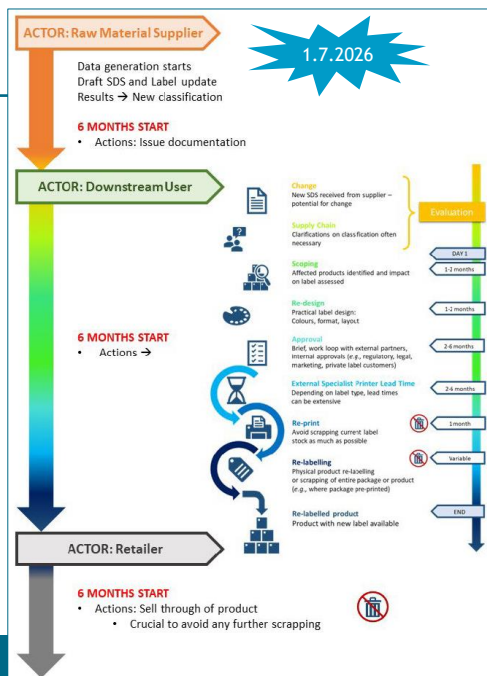 ACTOR: Raw Material Supplier
1.7.2026
Data generation starts
Draft SDS and Label update
Results → New classification
6 MONTHS START
• Actions: Issue documentation
ACTOR: Downstream User
Change
New SDS received from supplier –
potential for change
Evaluation
Supply Chain
Clarifications on classification often
necessary
DAY 1
Scoping
Affected products identified and impact
on label assessed
1-2 months
Re-design
Practical label design:
Colours, format, layout
1-2 months
6 MONTHS START
• Actions →
Approval
Brief, work loop with external partners,
internal approvals (e.g., regulatory, legal,
marketing, private label customers)
2-6 months
External Specialist Printer Lead Time
Depending on label type, lead times
can be extensive
2-6 months
Re-print
Avoid scrapping current label
stock as much as possible
1 month
Re-labelling
Physical product re-labelling
or scrapping of entire package or product
(e.g., where package pre-printed)
Variable
Re-labelled product
Product with new label available
END
ACTOR: Retailer
6 MONTHS START
• Actions: Sell through of product
• Crucial to avoid any further scrapping